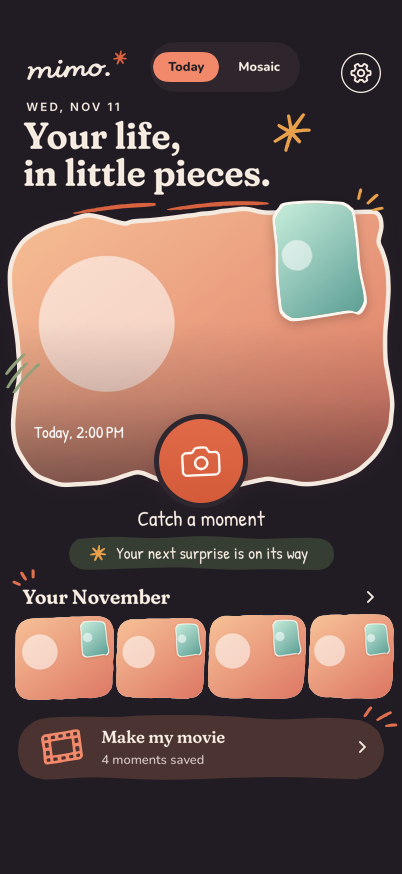 mimo.
Today
Mosaic
WED, NOV 11
Your life,
in little pieces.
Today, 2:00 PM
Catch a moment
Your next surprise is on its way
Your November
Make my movie
4 moments saved